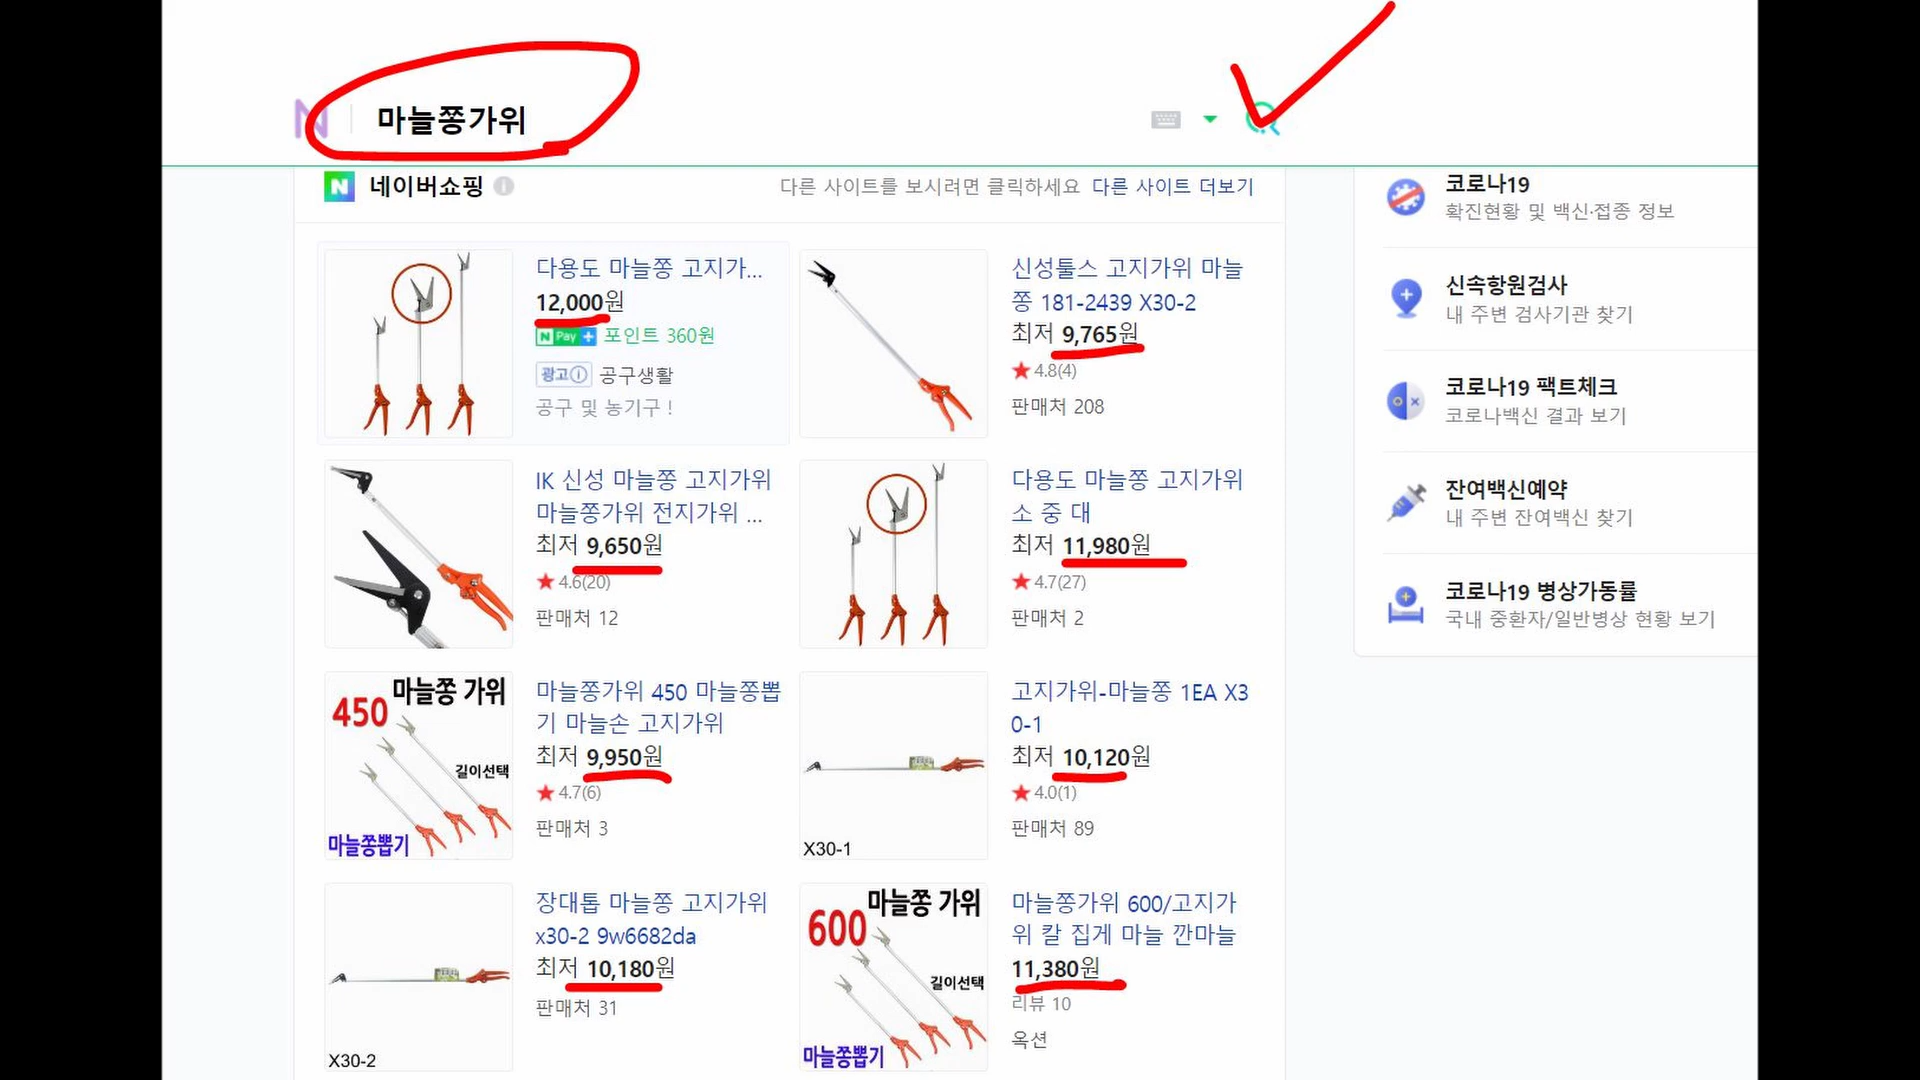 마늘쫑가위
네이버쇼핑
다른 사이트를 보시려면 클릭하세요 다른 사이트 더보기
다용도 마늘쫑 고지가...
12,000원
N Pay + 포인트 360원
광고 공구생활
공구 및 농기구 !
신성툴스 고지가위 마늘
쫑 181-2439 X30-2
최저 9,765원
4.8(4)
판매처 208
IK 신성 마늘쫑 고지가위
마늘쫑가위 전지가위 ...
최저 9,650원
4.6(20)
판매처 12
다용도 마늘쫑 고지가위
소 중 대
최저 11,980원
4.7(27)
판매처 2
마늘쫑 가위
450
길이선택
마늘쫑뽑기
마늘쫑가위 450 마늘쫑뽑
기 마늘손 고지가위
최저 9,950원
4.7(6)
판매처 3
X30-1
고지가위-마늘쫑 1EA X3
0-1
최저 10,120원
4.0(1)
판매처 89
X30-2
장대톱 마늘쫑 고지가위
x30-2 9w6682da
최저 10,180원
판매처 31
마늘쫑 가위
600
길이선택
마늘쫑뽑기
마늘쫑가위 600/고지가
위 칼 집게 마늘 깐마늘
11,380원
리뷰 10
옥션
코로나19
확진현황 및 백신·접종 정보
신속항원검사
내 주변 검사기관 찾기
코로나19 팩트체크
코로나백신 결과 보기
잔여백신예약
내 주변 잔여백신 찾기
코로나19 병상가동률
국내 중환자/일반병상 현황 보기